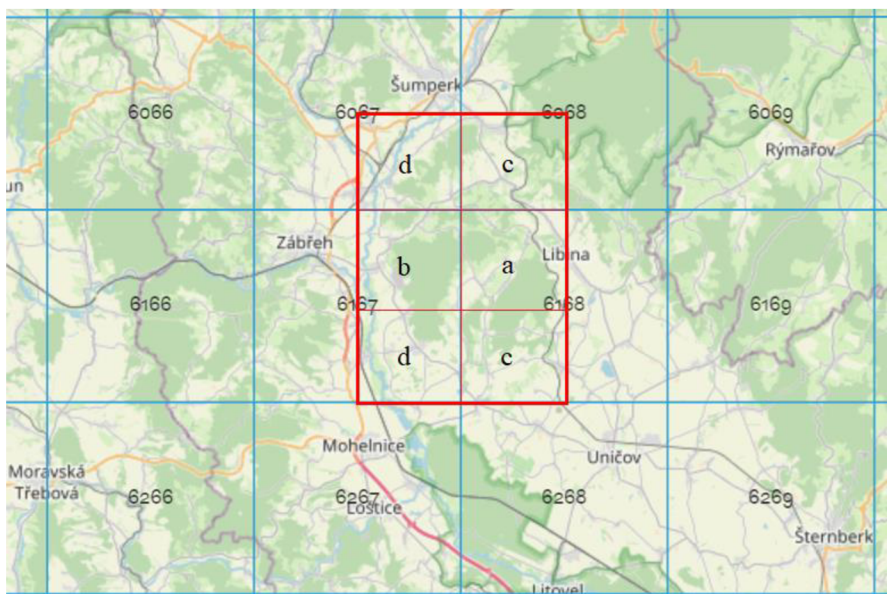 Šumperk
6066
6067
6068
6069
Rýmařov
d
c
un
Zábřeh
Libina
b
a
6166
6167
6168
6169
d
c
Mohelnice
Uničov
Moravská
Třebová
6266
6267
6268
6269
Loštice
Šternberk
Litovel